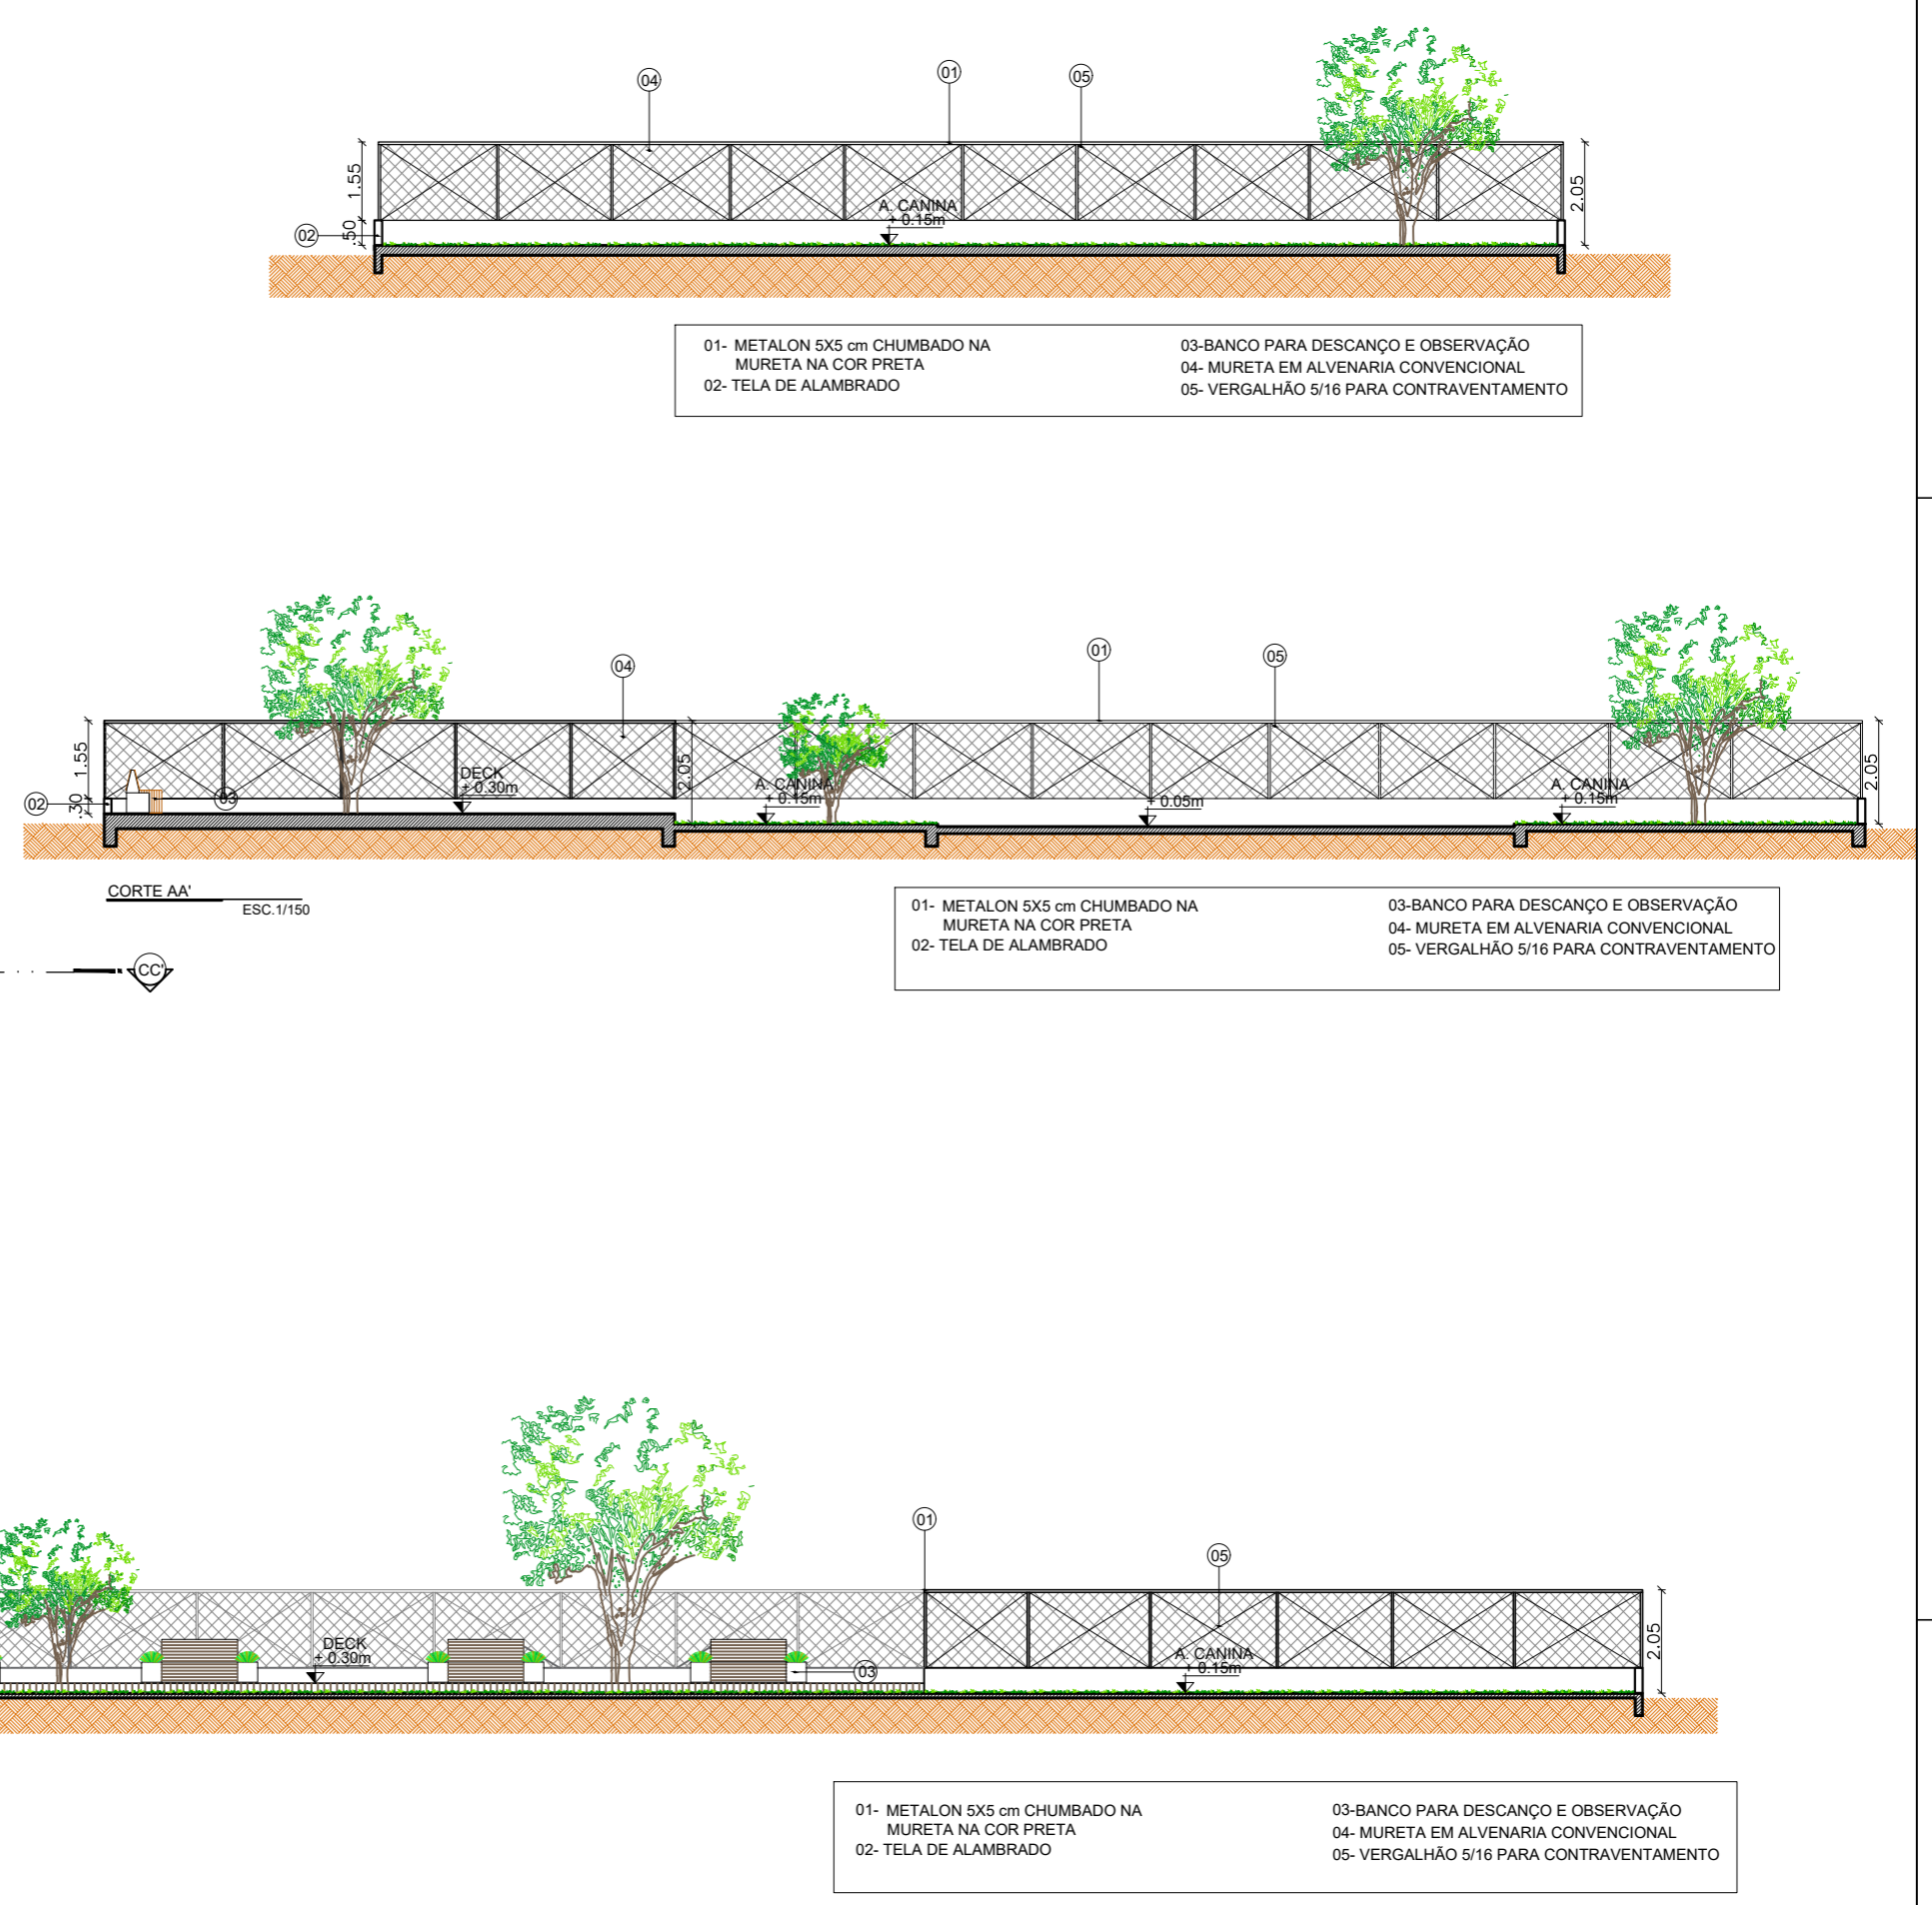 04
01
05
1.55
.50
2.05
A. CANINA
+ 0.15m
02
01- METALON 5X5 cm CHUMBADO NA
MURETA NA COR PRETA
02- TELA DE ALAMBRADO
03-BANCO PARA DESCANÇO E OBSERVAÇÃO
04- MURETA EM ALVENARIA CONVENCIONAL
05- VERGALHÃO 5/16 PARA CONTRAVENTAMENTO
04
01
05
1.55
.30
02
03
DECK
+ 0.30m
2.05
A. CANINA
+ 0.15m
+ 0.05m
A. CANINA
+ 0.15m
2.05
CORTE AA'
ESC.1/150
CC'
01- METALON 5X5 cm CHUMBADO NA
MURETA NA COR PRETA
02- TELA DE ALAMBRADO
03-BANCO PARA DESCANÇO E OBSERVAÇÃO
04- MURETA EM ALVENARIA CONVENCIONAL
05- VERGALHÃO 5/16 PARA CONTRAVENTAMENTO
01
05
DECK
+ 0.30m
03
A. CANINA
+ 0.15m
2.05
01- METALON 5X5 cm CHUMBADO NA
MURETA NA COR PRETA
02- TELA DE ALAMBRADO
03-BANCO PARA DESCANÇO E OBSERVAÇÃO
04- MURETA EM ALVENARIA CONVENCIONAL
05- VERGALHÃO 5/16 PARA CONTRAVENTAMENTO